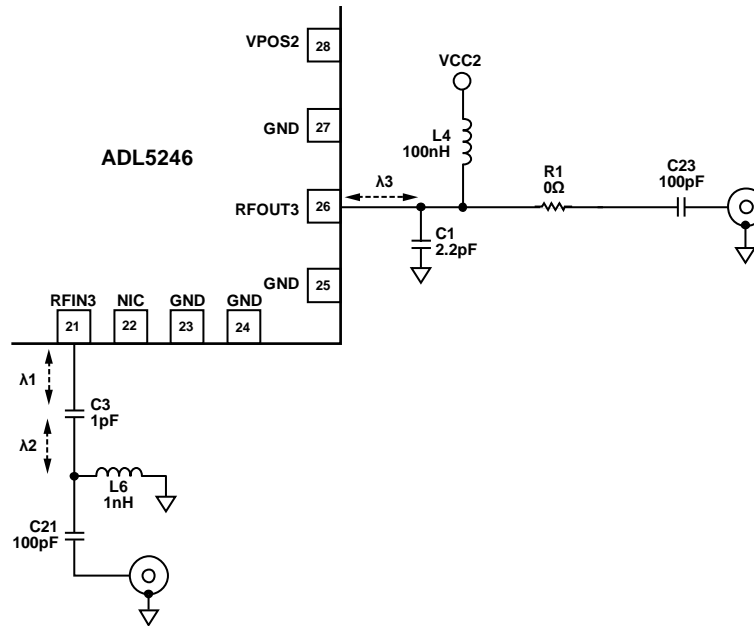 VPOS2
28
VCC2
GND
27
L4
100nH
ADL5246
R1
0Ω
C23
100pF
λ3
RFOUT3
26
C1
2.2pF
GND
25
RFIN3
NIC
GND
GND
21
22
23
24
λ1
C3
1pF
λ2
L6
1nH
C21
100pF